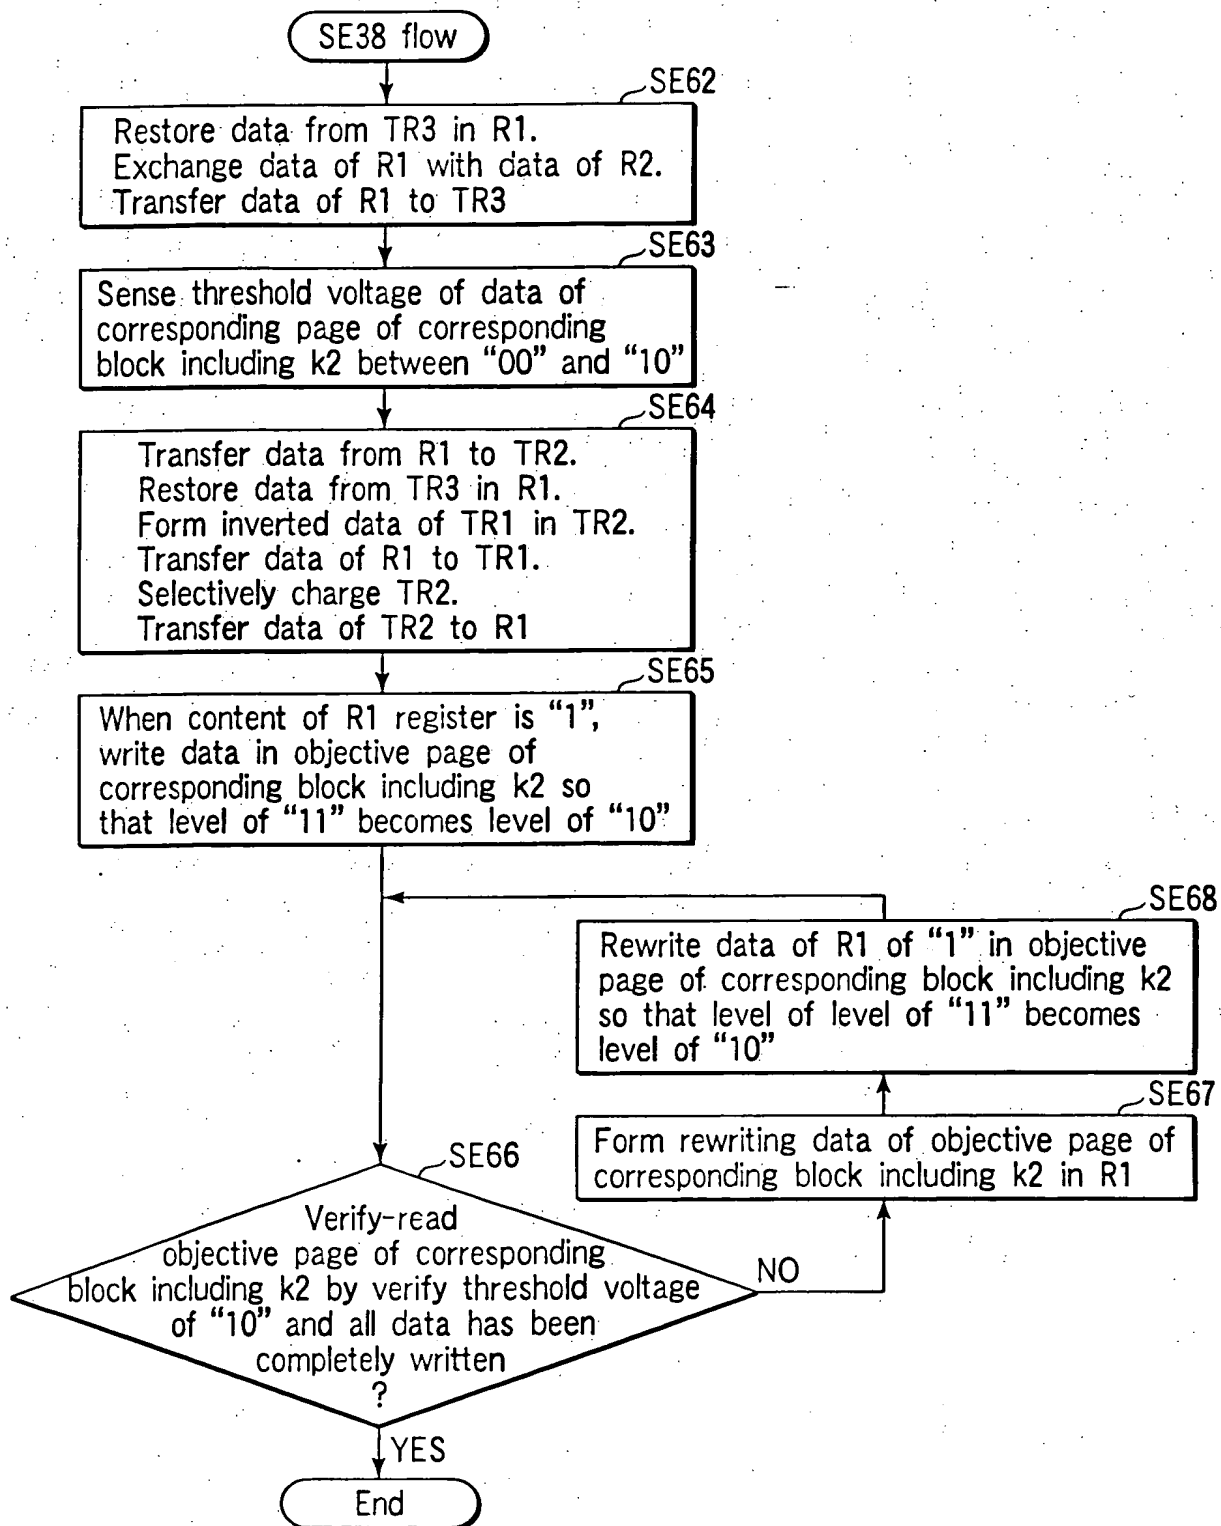 SE38 flow
SE62
Restore data from TR3 in R1.
Exchange data of R1 with data of R2.
Transfer data of R1 to TR3
SE63
Sense threshold voltage of data of
corresponding page of corresponding
block including k2 between “00” and “10”
SE64
Transfer data from R1 to TR2.
Restore data from TR3 in R1.
Form inverted data of TR1 in TR2.
Transfer data of R1 to TR1.
Selectively charge TR2.
Transfer data of TR2 to R1
SE65
When content of R1 register is “1”,
write data in objective page of
corresponding block including k2 so
that level of “11” becomes level of “10”
SE68
Rewrite data of R1 of “1” in objective
page of corresponding block including k2
so that level of level of “11” becomes
level of “10”
SE67
Form rewriting data of objective page of
corresponding block including k2 in R1
SE66
Verify-read
objective page of corresponding
block including k2 by verify threshold voltage
of “10” and all data has been
completely written
?
NO
YES
End